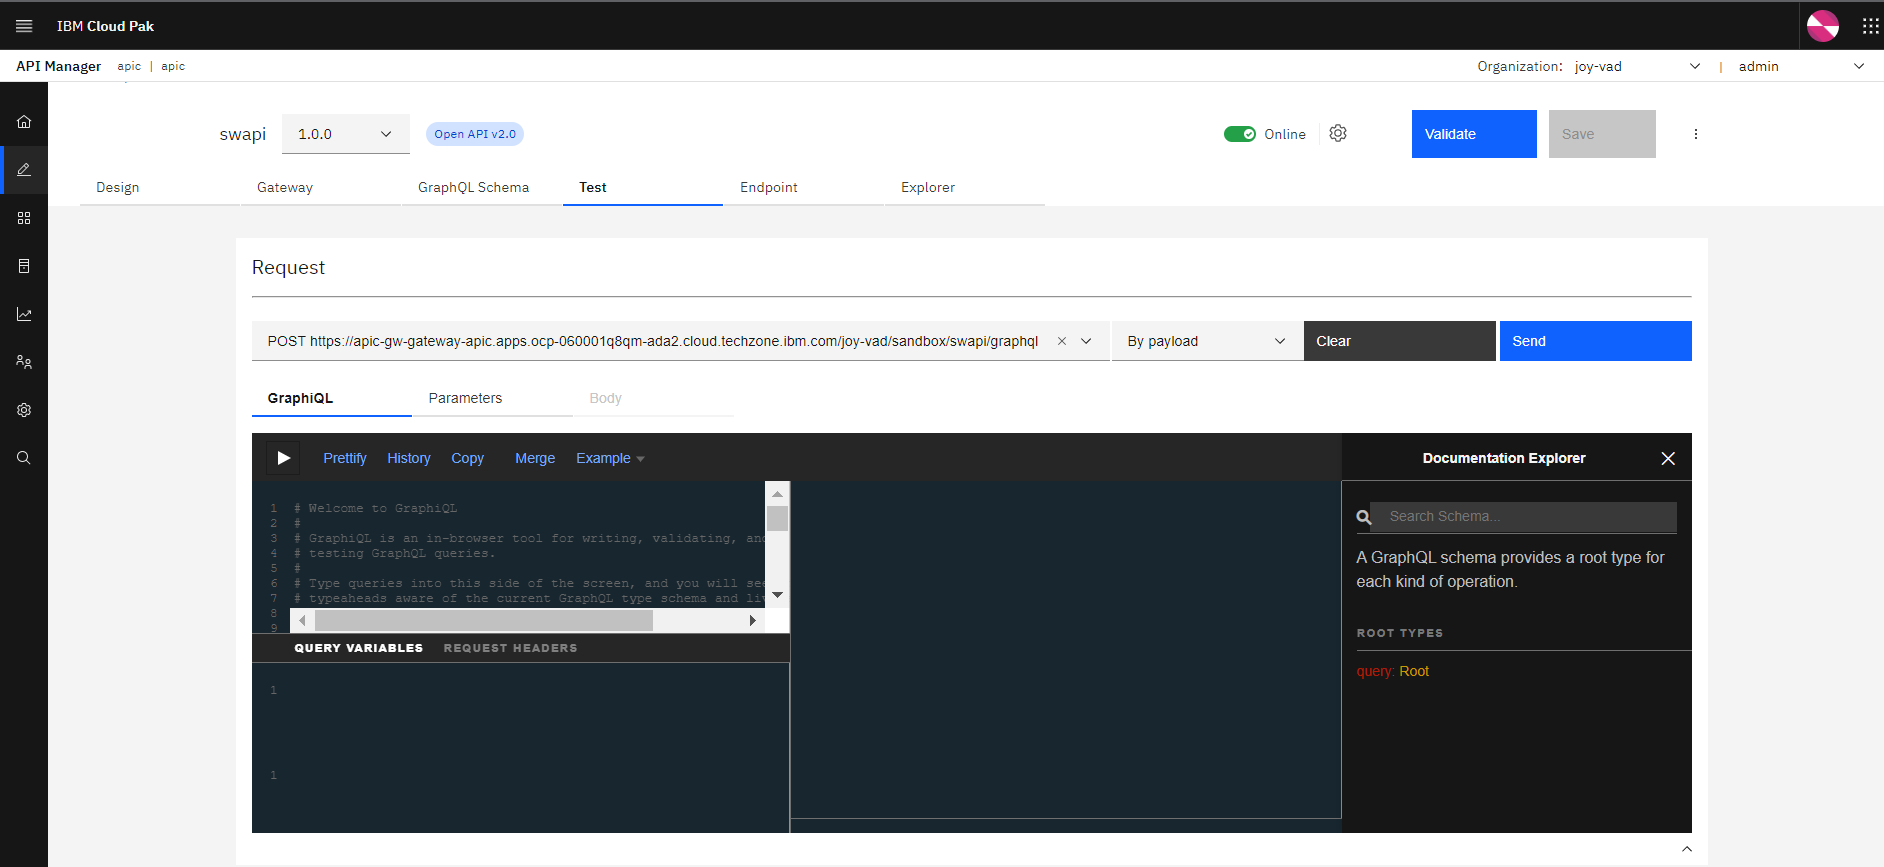 IBM Cloud Pak
API Manager apic | apic Organization: joy-vad | admin
swapi 1.0.0 Open API v2.0 Online Validate Save
Design Gateway GraphQL Schema Test Endpoint Explorer
Request
POST https://apic-gw-gateway-apic.apps.ocp-060001q8qm-ada2.cloud.techzone.ibm.com/joy-vad/sandbox/swapi/graphql By payload Clear Send
GraphiQL Parameters Body
Prettify History Copy Merge Example Documentation Explorer
1 # Welcome to GraphiQL
2 #
3 # GraphiQL is an in-browser tool for writing, validating, and
4 # testing GraphQL queries.
5 #
6 # Type queries into this side of the screen, and you will see
7 # typeaheads aware of the current GraphQL type schema and li
8
9
QUERY VARIABLES REQUEST HEADERS
1
1
Search Schema...
A GraphQL schema provides a root type for
each kind of operation.
ROOT TYPES
query: Root